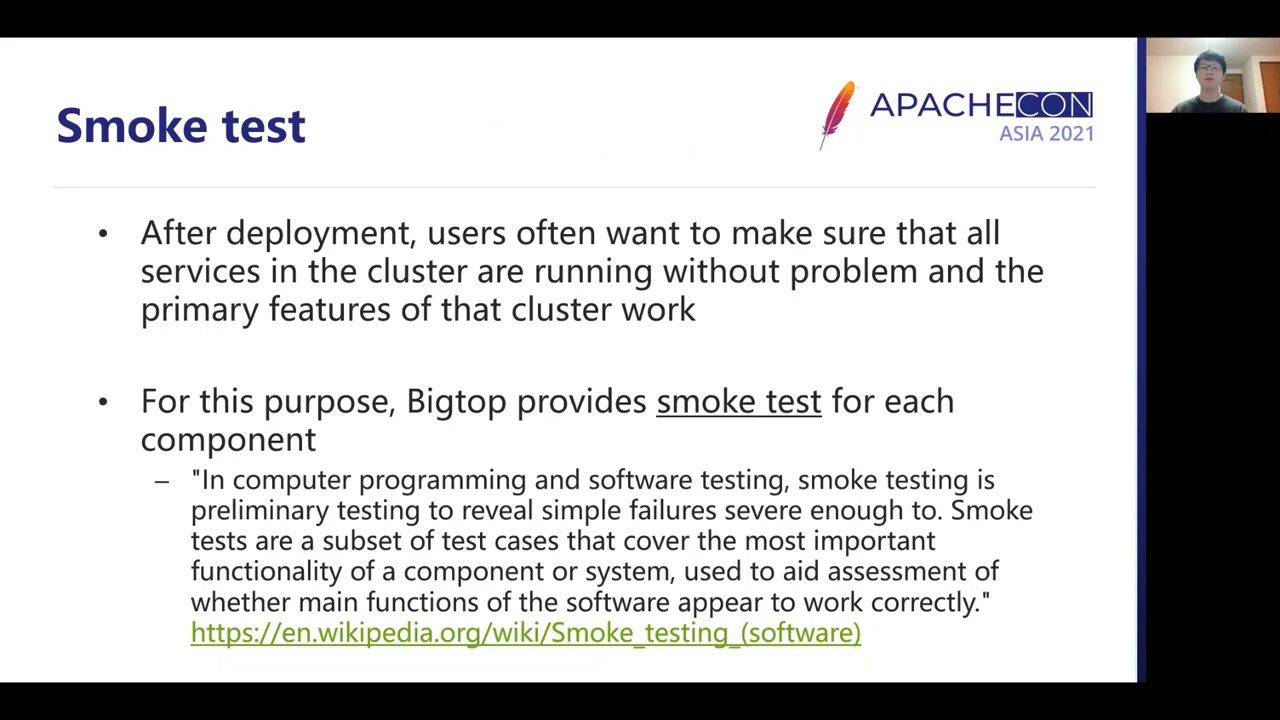 Smoke test
APACHECON
ASIA 2021
• After deployment, users often want to make sure that all
services in the cluster are running without problem and the
primary features of that cluster work
• For this purpose, Bigtop provides smoke test for each
component
– "In computer programming and software testing, smoke testing is
preliminary testing to reveal simple failures severe enough to. Smoke
tests are a subset of test cases that cover the most important
functionality of a component or system, used to aid assessment of
whether main functions of the software appear to work correctly."
https://en.wikipedia.org/wiki/Smoke_testing_(software)